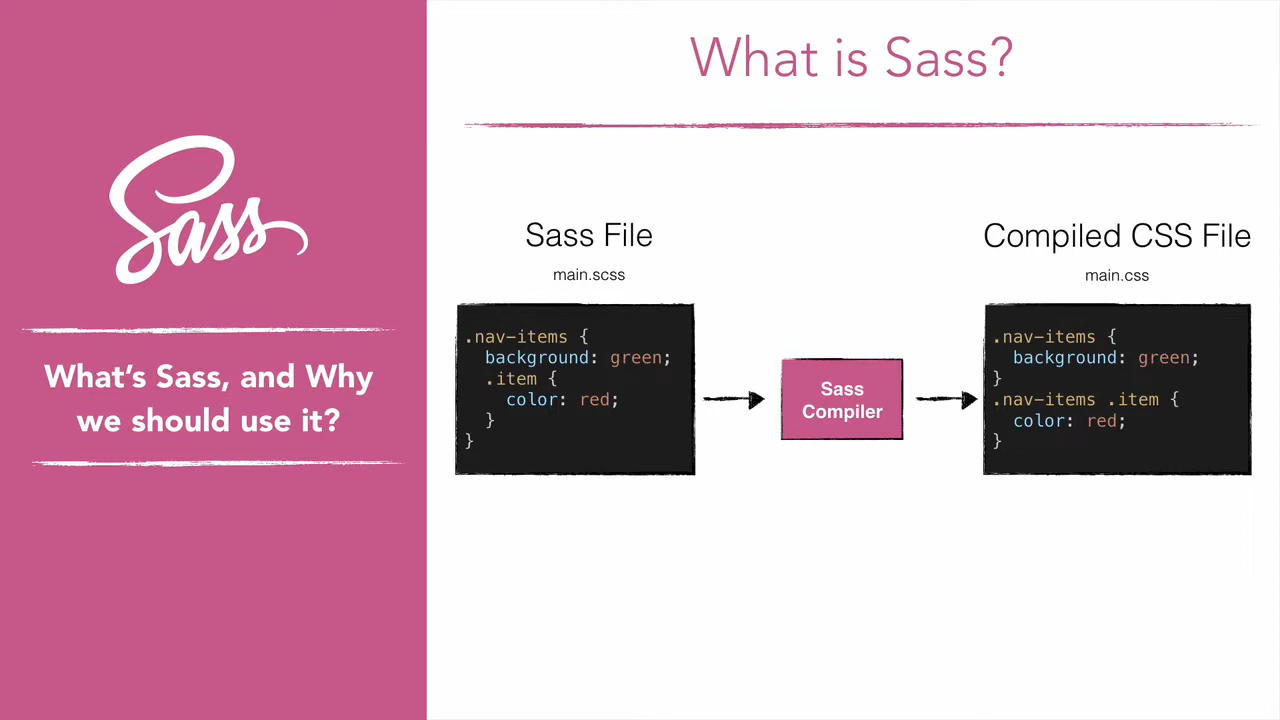 Sass
What's Sass, and Why
we should use it?
What is Sass?
Sass File
main.scss
.nav-items {
  background: green;
  .item {
    color: red;
  }
}
Sass
Compiler
Compiled CSS File
main.css
.nav-items {
  background: green;
}
.nav-items .item {
  color: red;
}